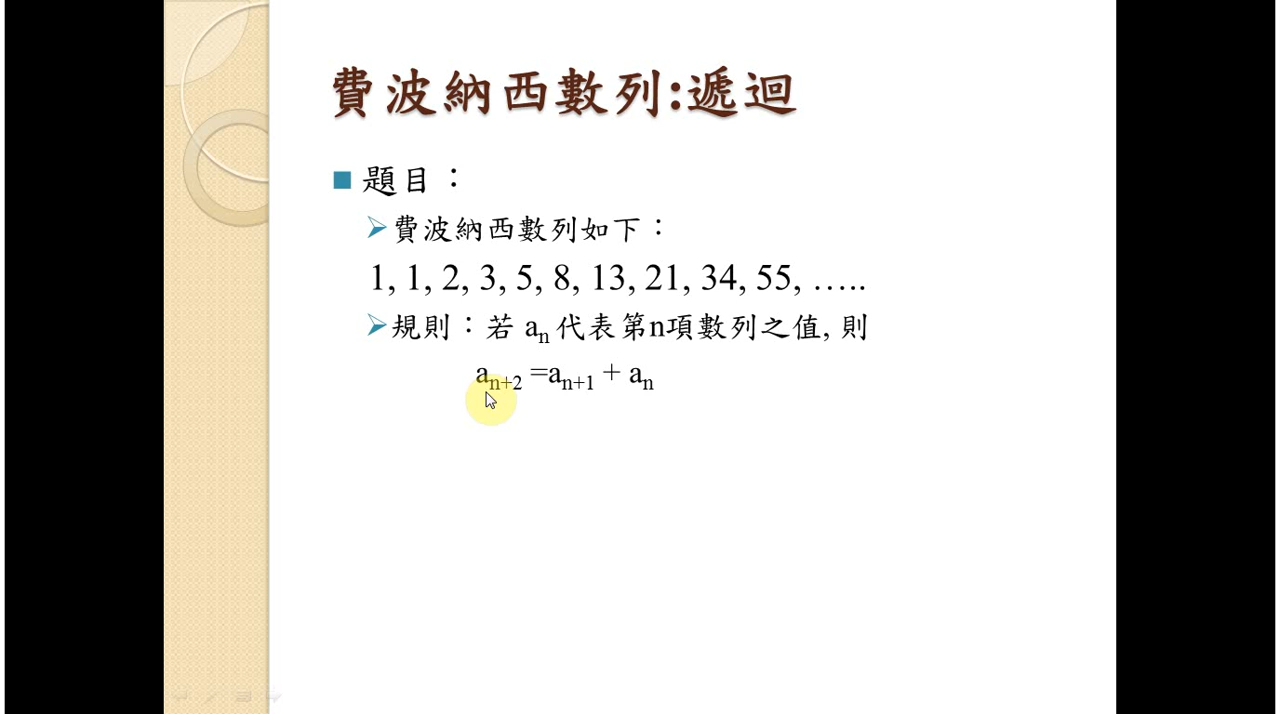 費波納西數列:遞迴
題目：
費波納西數列如下：
1, 1, 2, 3, 5, 8, 13, 21, 34, 55, …..
規則：若 aₙ 代表第n項數列之值, 則
aₙ₊₂ =aₙ₊₁ + aₙ